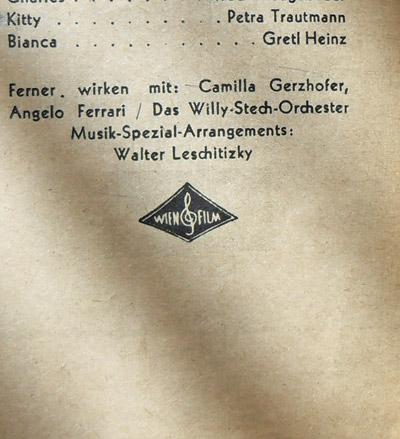 Kitty . . . . . . . . . . . Petra Trautmann
Bianca . . . . . . . . . . . Gretl Heinz
Ferner wirken mit: Camilla Gerzhofer,
Angelo Ferrari / Das Willy-Stech-Orchester
Musik-Spezial-Arrangements:
Walter Leschitizky
WIEN FILM